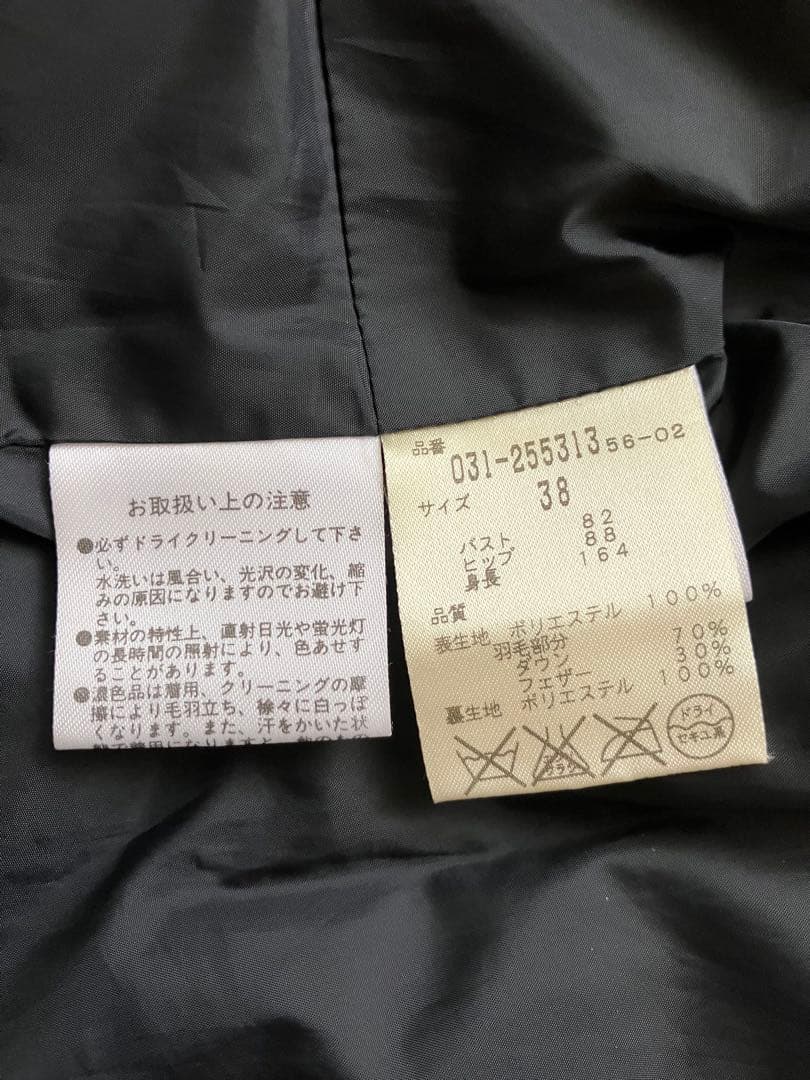 お取扱い上の注意
●必ずドライクリーニングして下さ
い。
水洗いは風合い、光沢の変化、縮
みの原因になりますのでお避け下
さい。
●素材の特性上、直射日光や蛍光灯
の長時間の照射により、色あせす
ることがあります。
●濃色品は着用、クリーニングの摩
擦により毛羽立ち、徐々に白っぽ
くなります。また、汗をかいた状
品番 031-255313 56-02
サイズ 38
バスト 82
ヒップ 88
身長 164
品質
表生地 ポリエステル 100%
羽毛部分
ダウン 70%
フェザー 30%
裏生地 ポリエステル 100%
エンソ
サラシ
ドライ
セキユ系